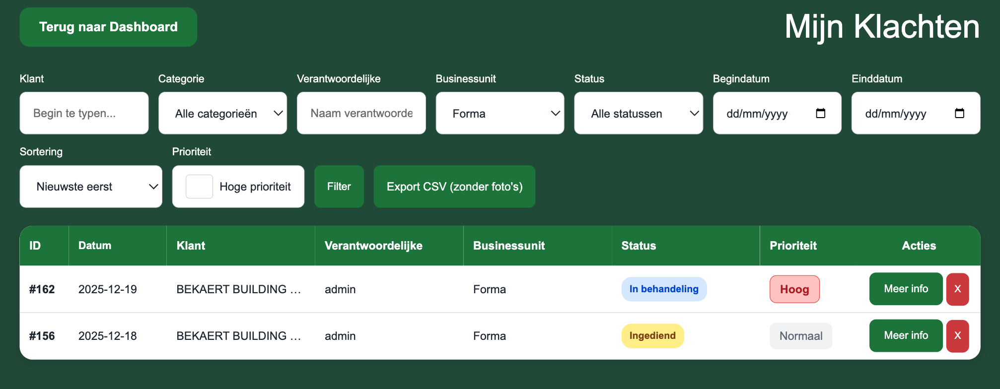 Terug naar Dashboard
Mijn Klachten
Klant Categorie Verantwoordelijke Businessunit Status Begindatum Einddatum
Begin te typen... Alle categorieën Naam verantwoorde Forma Alle statussen dd/mm/yyyy dd/mm/yyyy
Sortering Prioriteit
Nieuwste eerst Hoge prioriteit Filter Export CSV (zonder foto's)
ID Datum Klant Verantwoordelijke Businessunit Status Prioriteit Acties
#162 2025-12-19 BEKAERT BUILDING ... admin Forma In behandeling Hoog Meer info X
#156 2025-12-18 BEKAERT BUILDING ... admin Forma Ingediend Normaal Meer info X